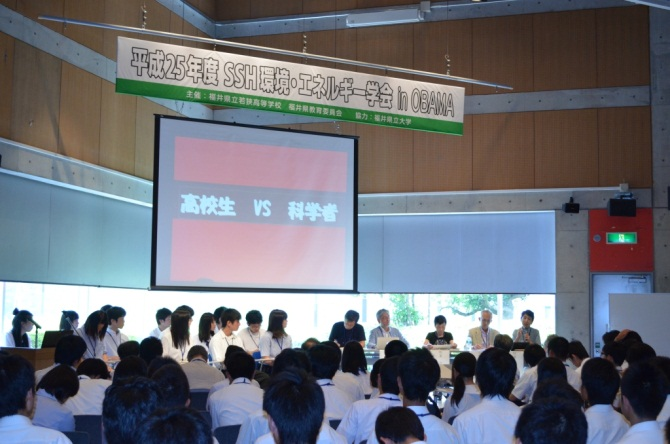 平成25年度 SSH環境・エネルギー学会 in OBAMA
主催：福井県立若狭高等学校 福井県教育委員会 協力：福井県立大学
高校生 VS 科学者